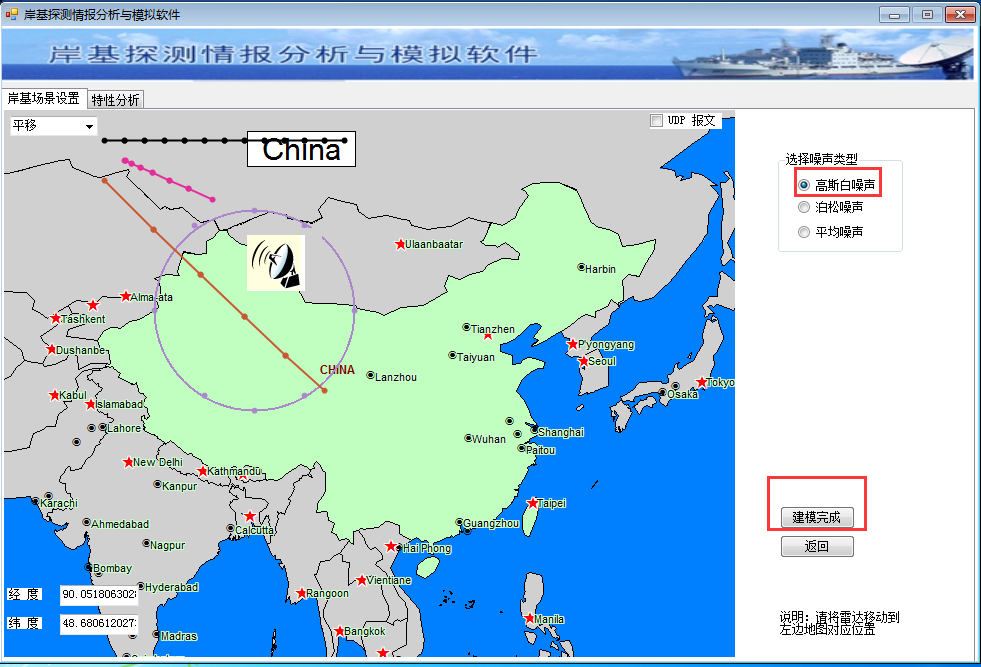 岸基探测情报分析与模拟软件
岸基探测情报分析与模拟软件
岸基场景设置 特性分析
平移
UDP 报文
China
选择噪声类型
高斯白噪声
泊松噪声
平均噪声
Ulaanbaatar
Harbin
Alma-ata
Tashkent
Tianzhen
Pyongyang
Dushanbe
Taiyuan
Seoul
CHINA
Lanzhou
Tokyo
Kabul
Osaka
Islamabad
Lahore
Shanghai
Wuhan
Paitou
New Delhi
Kathmandu
Kanpur
Karachi
Taipei
建模完成
Ahmedabad
Guangzhou
Calcutta
Nagpur
Hai Phong
返回
Bombay
Vientiane
Hyderabad
经 度 90.0518063028
Rangoon
Manila
说明：请将雷达移动到
左边地图对应位置
纬 度 48.680612027
Bangkok
Madras